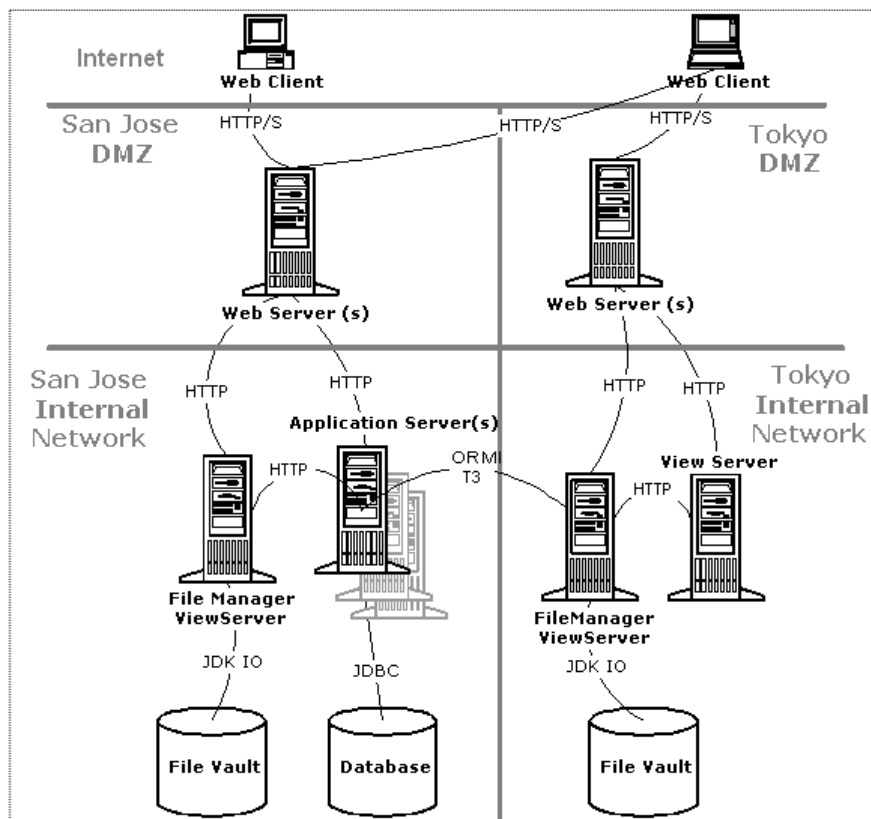 Internet
Web Client
Web Client
San Jose
DMZ
HTTP/S
HTTP/S
HTTP/S
Tokyo
DMZ
Web Server (s)
Web Server (s)
San Jose
Internal
Network
HTTP
HTTP
HTTP
HTTP
Tokyo
Internal
Network
Application Server(s)
View Server
HTTP
ORMI
T3
HTTP
File Manager
ViewServer
FileManager
ViewServer
JDK IO
JDBC
JDK IO
File Vault
Database
File Vault